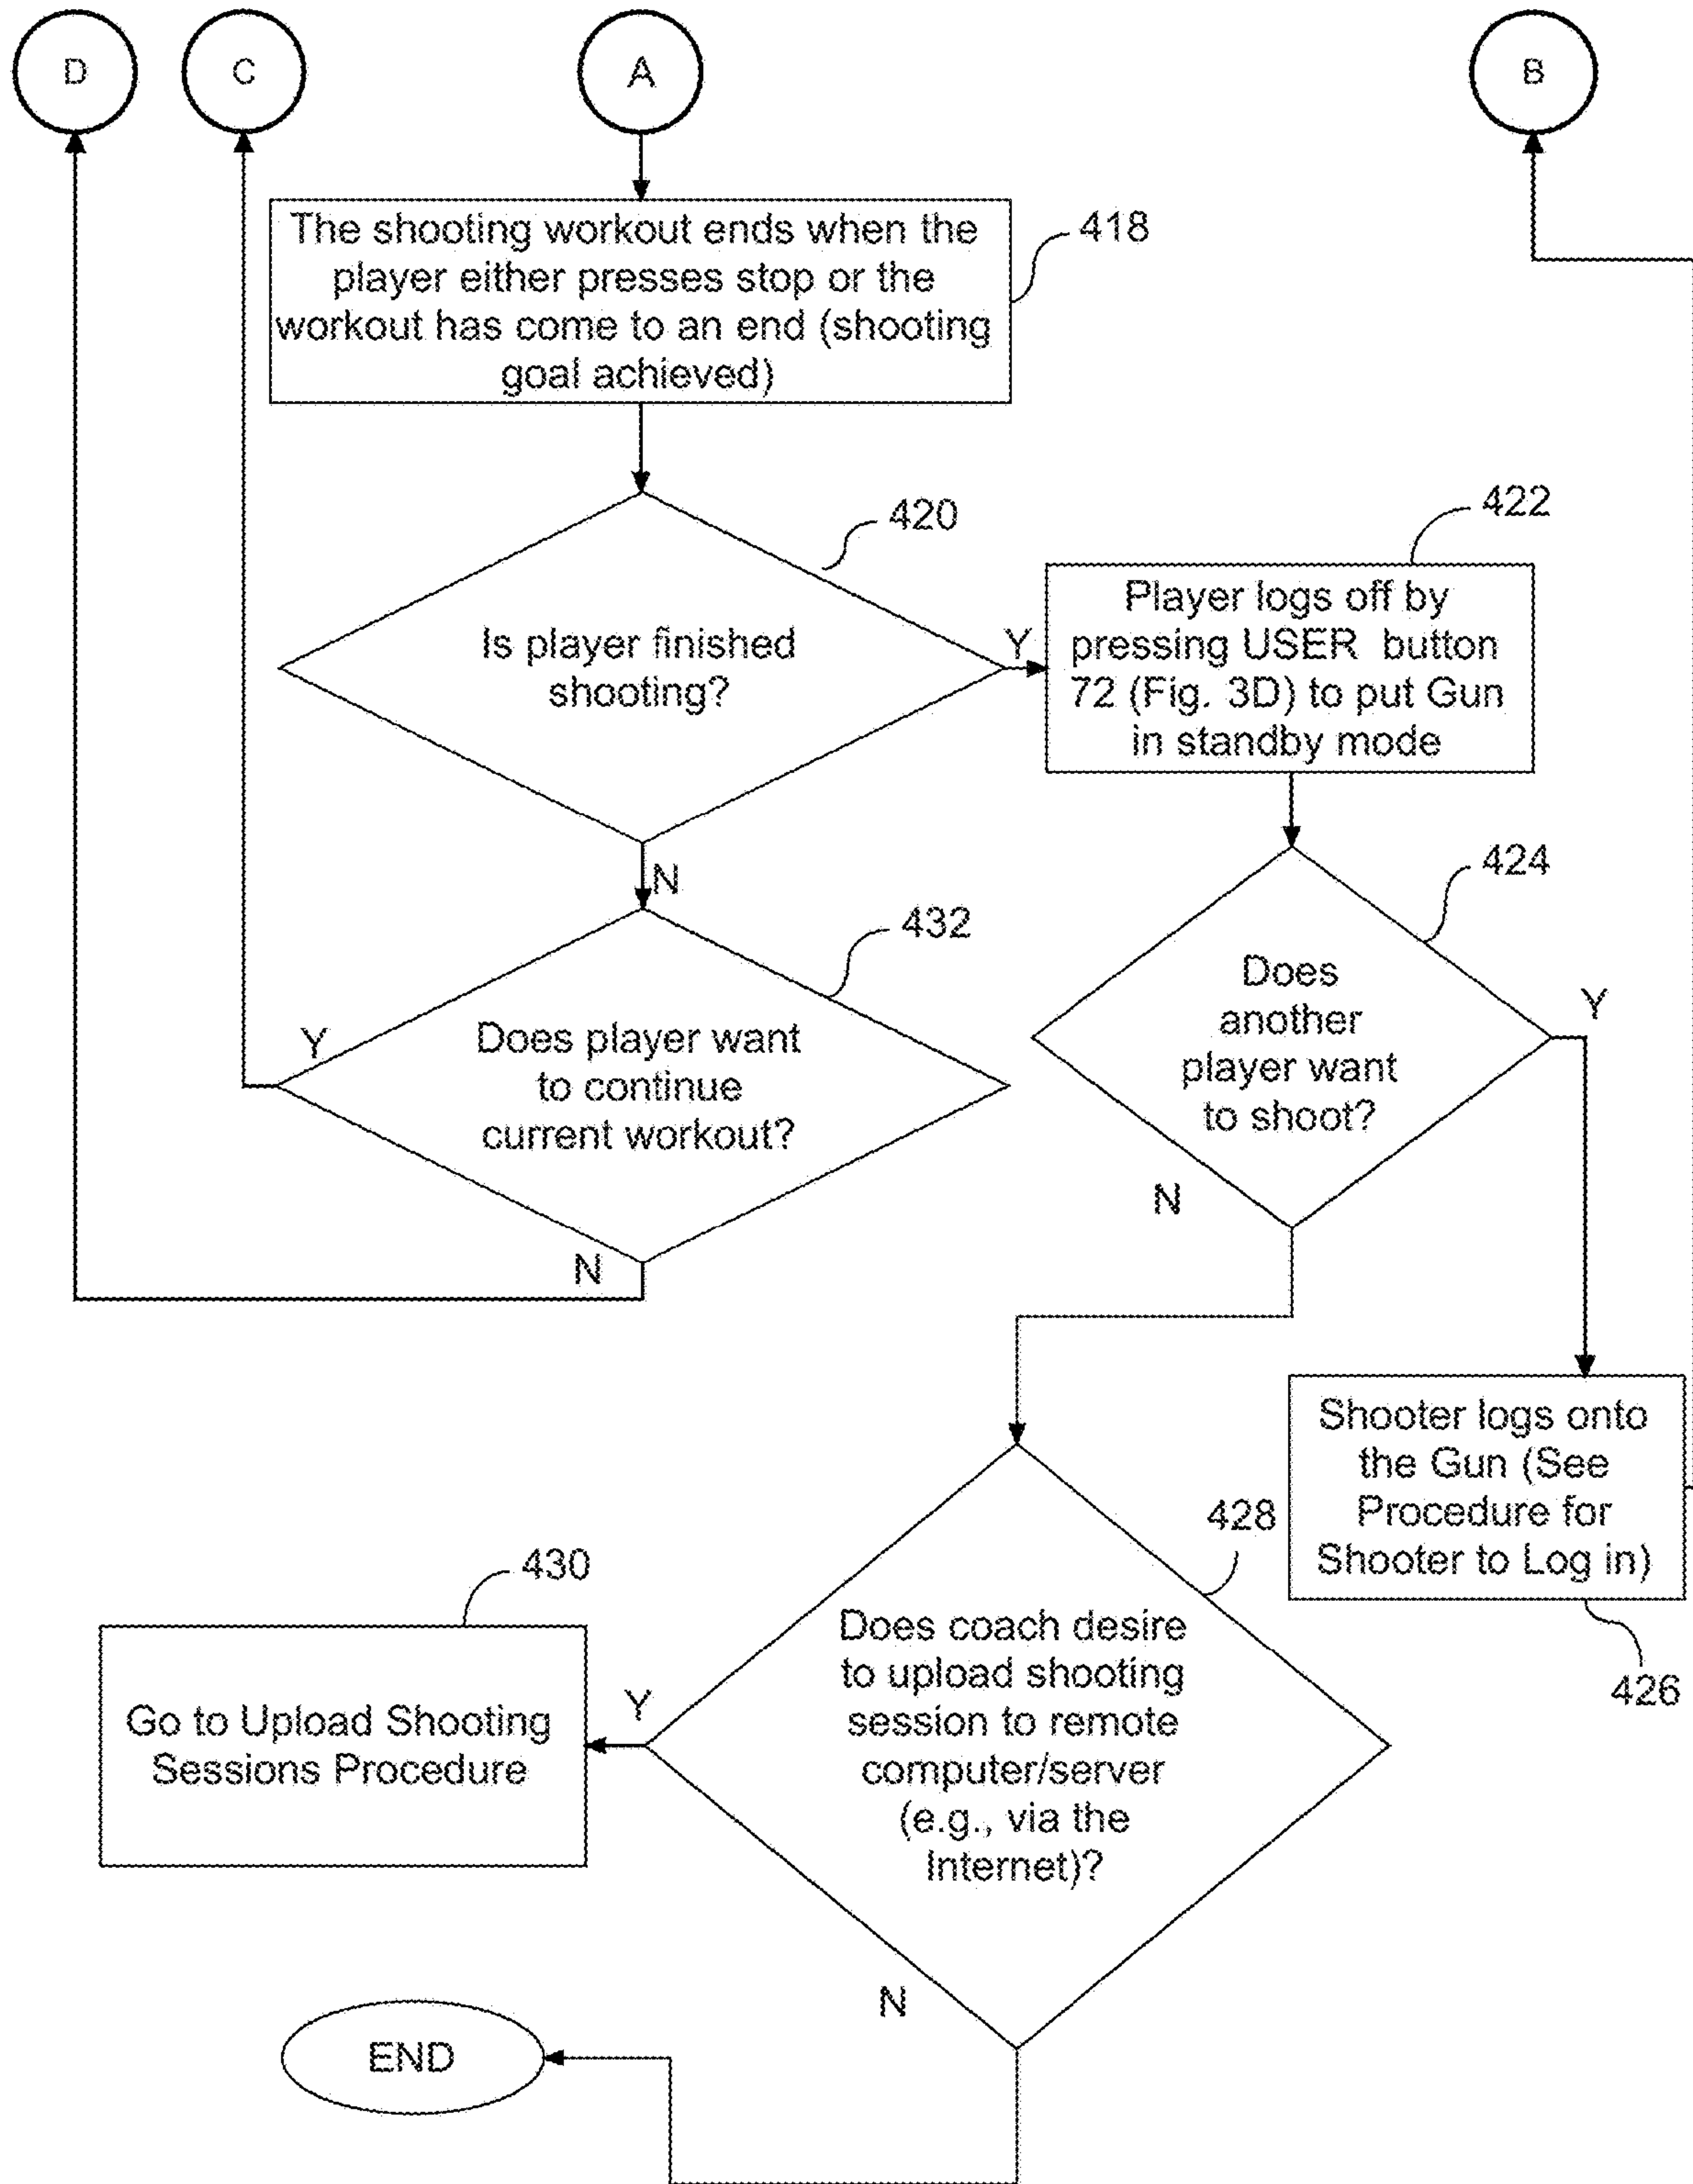 D
C
A
B
The shooting workout ends when the
player either presses stop or the
workout has come to an end (shooting
goal achieved)
418
420
Is player finished
shooting?
Y
N
422
Player logs off by
pressing USER button
72 (Fig. 3D) to put Gun
in standby mode
424
Does
another
player want
to shoot?
Y
N
432
Does player want
to continue
current workout?
Y
N
Shooter logs onto
the Gun (See
Procedure for
Shooter to Log in)
426
428
Does coach desire
to upload shooting
session to remote
computer/server
(e.g., via the
Internet)?
Y
N
430
Go to Upload Shooting
Sessions Procedure
END